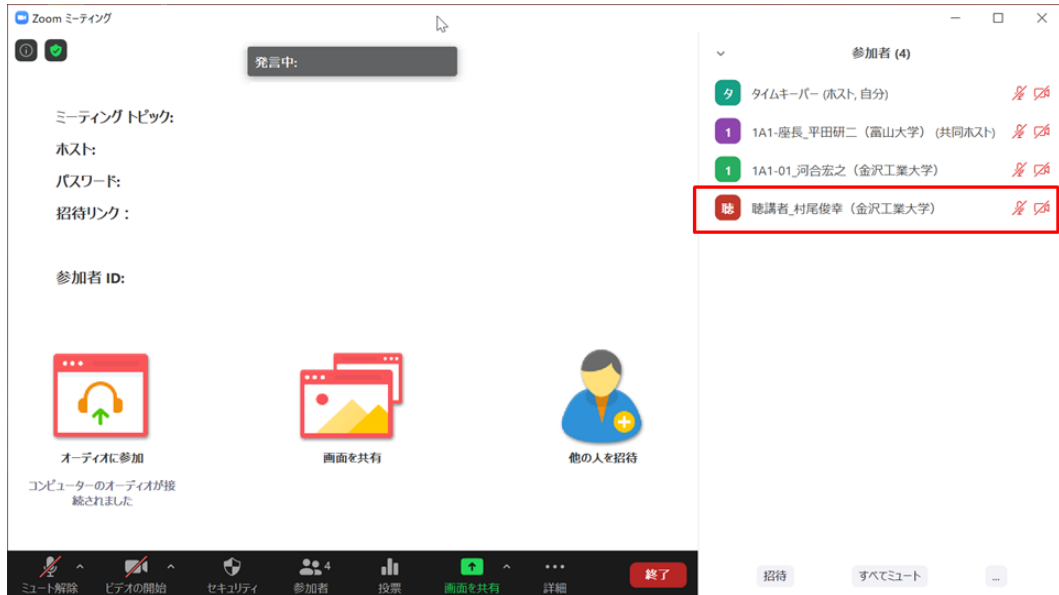 Zoom ミーティング
発言中:
ミーティング トピック:
ホスト:
パスワード:
招待リンク：
参加者 ID:
オーディオに参加
コンピューターのオーディオが接
続されました
画面を共有
他の人を招待
ミュート解除
ビデオの開始
セキュリティ
4
参加者
投票
画面を共有
詳細
終了
参加者 (4)
タ タイムキーパー (ホスト, 自分)
1 1A1-座長_平田研二（富山大学） (共同ホスト)
1 1A1-01_河合宏之（金沢工業大学）
聴 聴講者_村尾俊幸（金沢工業大学）
招待
すべてミュート
...